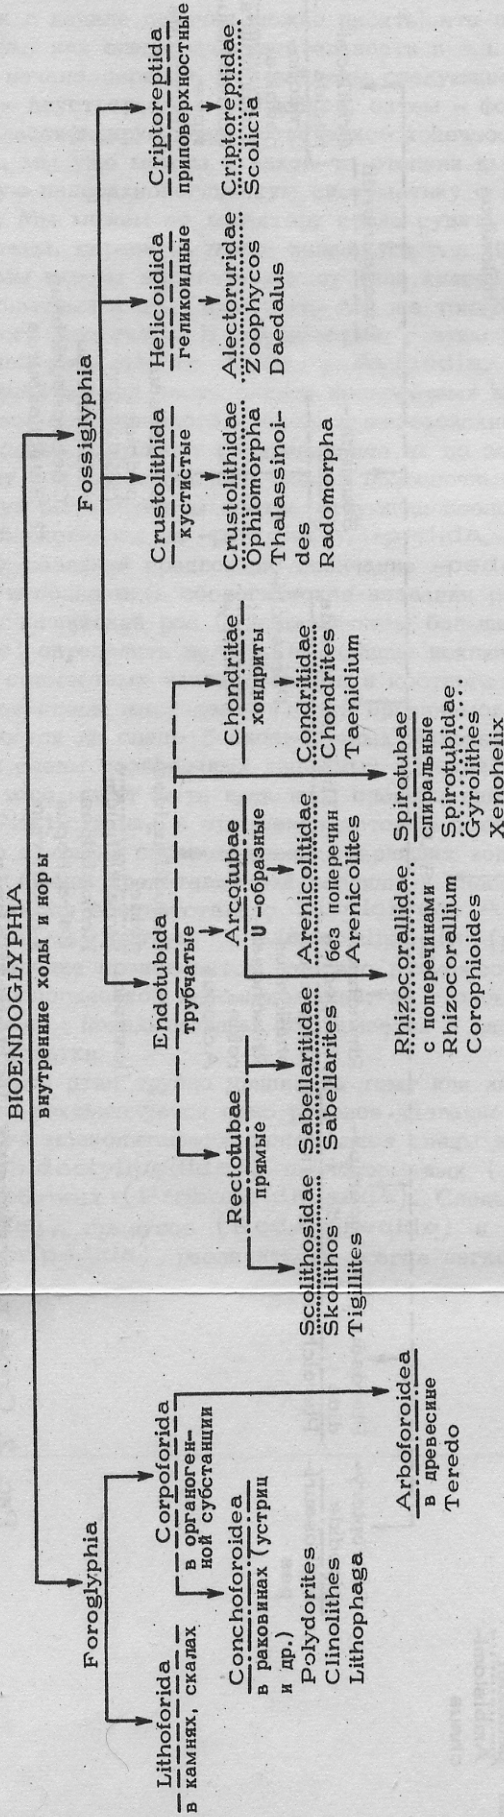 BIOENDOGLYPHIA
внутренние ходы и норы
Foroglyphia
Fossiglyphia
Lithoforida
в камнях, скалах
Corpoforida
в органоген-
ной субстанции
Conchoforoidea
в раковинах (устриц
и др.)
Polydorites
Clinolithes
Lithophaga
Arboforoidea
в древесине
Teredo
Endotubida
трубчатые
Rectotubae
прямые
Scolithosidae
Skolithos
Tigillites
Sabellaritidae
Sabellarites
Arcotubae
U-образные
Arenicolitidae
без поперечин
Arenicolites
Rhizocorallidae
с поперечинами
Rhizocorallium
Corophioides
Chondritae
хондриты
Condritidae
Chondrites
Taenidium
Spirotubae
спиральные
Spirotubidae
Gyrolithes
Xenohelix
Crustolithida
кустистые
Crustolithidae
Ophiomorpha
Thalassinoi-
des
Radomorpha
Helicoidida
геликоидные
Alectoruridae
Zoophycos
Daedalus
Criptoreptida
приповерхностные
Criptoreptidae
Scolicia